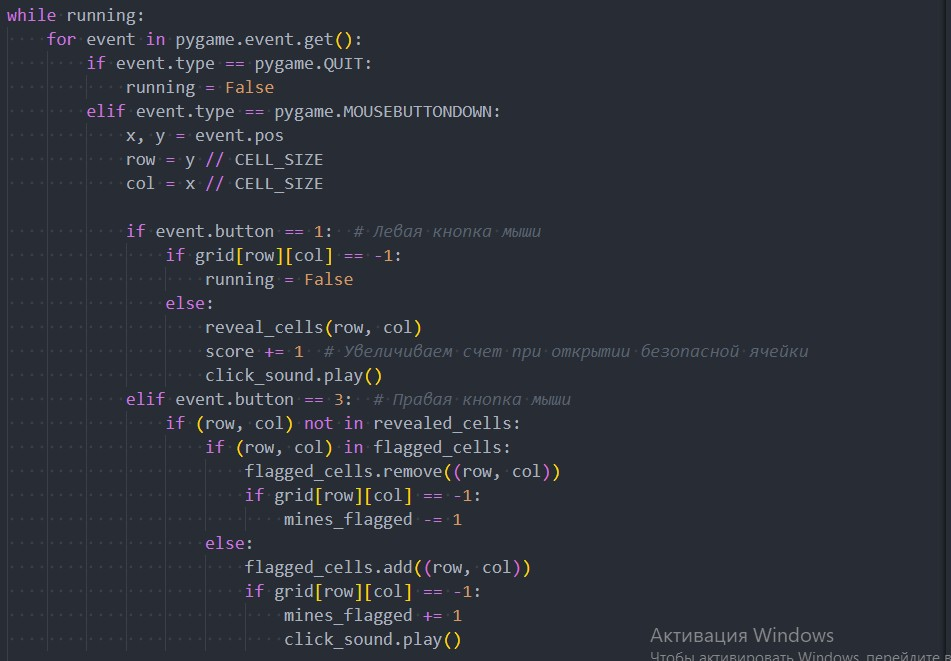 while running:
    for event in pygame.event.get():
        if event.type == pygame.QUIT:
            running = False
        elif event.type == pygame.MOUSEBUTTONDOWN:
            x, y = event.pos
            row = y // CELL_SIZE
            col = x // CELL_SIZE

            if event.button == 1:  # Левая кнопка мыши
                if grid[row][col] == -1:
                    running = False
                else:
                    reveal_cells(row, col)
                    score += 1  # Увеличиваем счет при открытии безопасной ячейки
                    click_sound.play()
            elif event.button == 3:  # Правая кнопка мыши
                if (row, col) not in revealed_cells:
                    if (row, col) in flagged_cells:
                        flagged_cells.remove((row, col))
                        if grid[row][col] == -1:
                            mines_flagged -= 1
                    else:
                        flagged_cells.add((row, col))
                        if grid[row][col] == -1:
                            mines_flagged += 1
                            click_sound.play()
Активация Windows
Чтобы активировать Windows, перейдите в